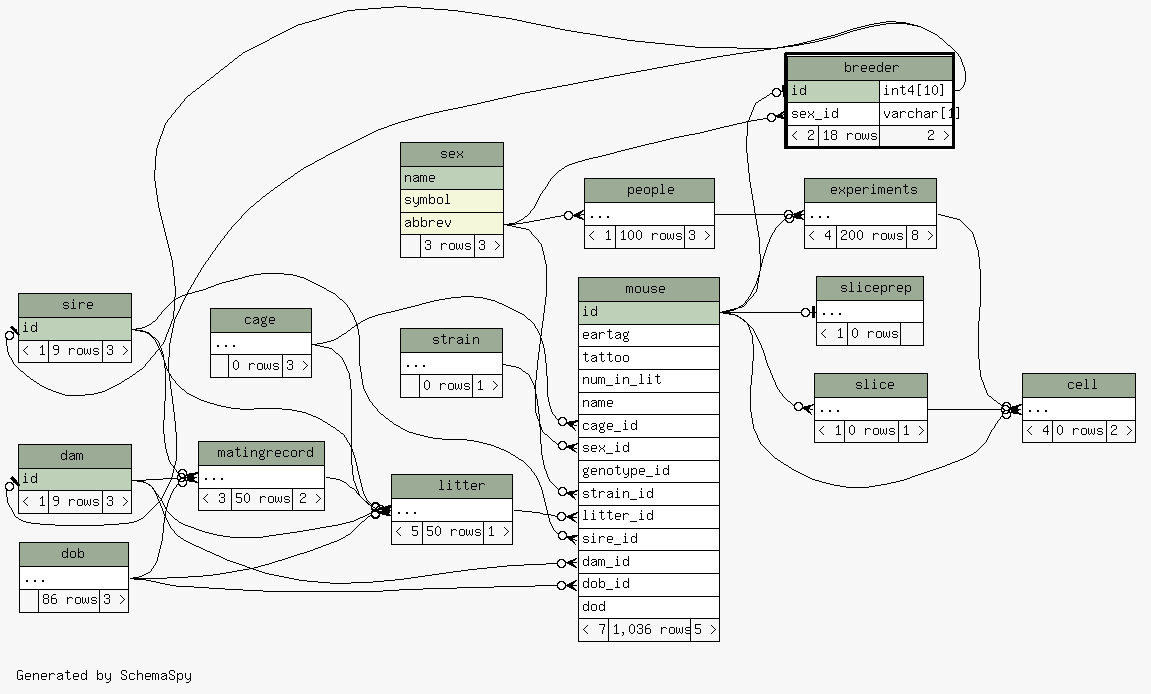 breeder
id int4[10]
sex_id varchar[1]
< 2 18 rows 2 >
sex
name
symbol
abbrev
3 rows 3 >
people
...
< 1 100 rows 3 >
experiments
...
< 4 200 rows 8 >
sire
id
< 1 9 rows 3 >
cage
...
0 rows 3 >
strain
...
0 rows 1 >
mouse
id
eartag
tattoo
num_in_lit
name
cage_id
sex_id
genotype_id
strain_id
litter_id
sire_id
dam_id
dob_id
dod
< 7 1,036 rows 5 >
sliceprep
...
< 1 0 rows
slice
...
< 1 0 rows 1 >
cell
...
< 4 0 rows 2 >
dam
id
< 1 9 rows 3 >
matingrecord
...
< 3 50 rows 2 >
litter
...
< 5 50 rows 1 >
dob
...
86 rows 3 >
Generated by SchemaSpy